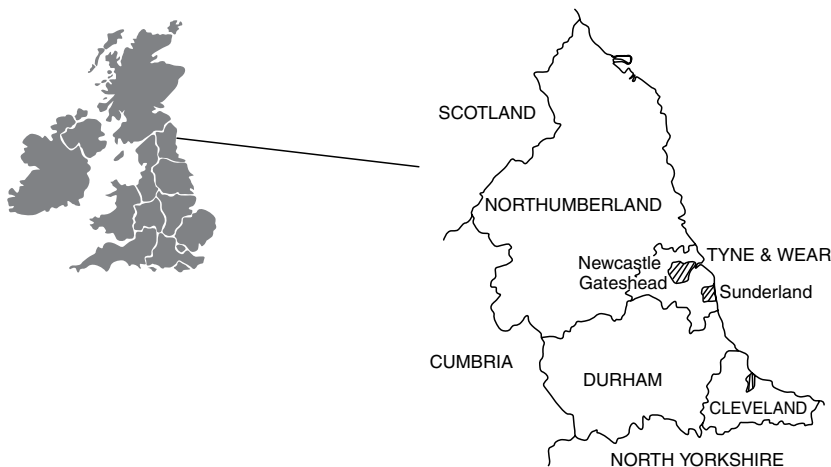 SCOTLAND
NORTHUMBERLAND
TYNE & WEAR
Newcastle
Gateshead
Sunderland
CUMBRIA
DURHAM
CLEVELAND
NORTH YORKSHIRE